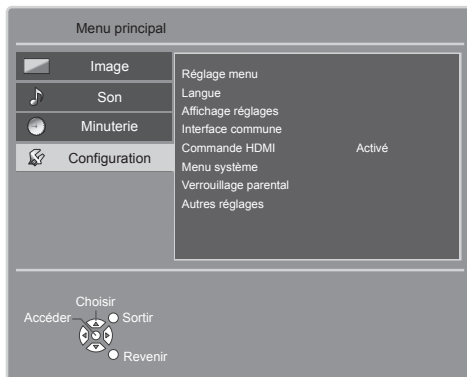 Menu principal
Image
Son
Minuterie
Configuration
Réglage menu
Langue
Affichage réglages
Interface commune
Commande HDMI Activé
Menu système
Verrouillage parental
Autres réglages
Choisir
Accéder Sortir
Revenir